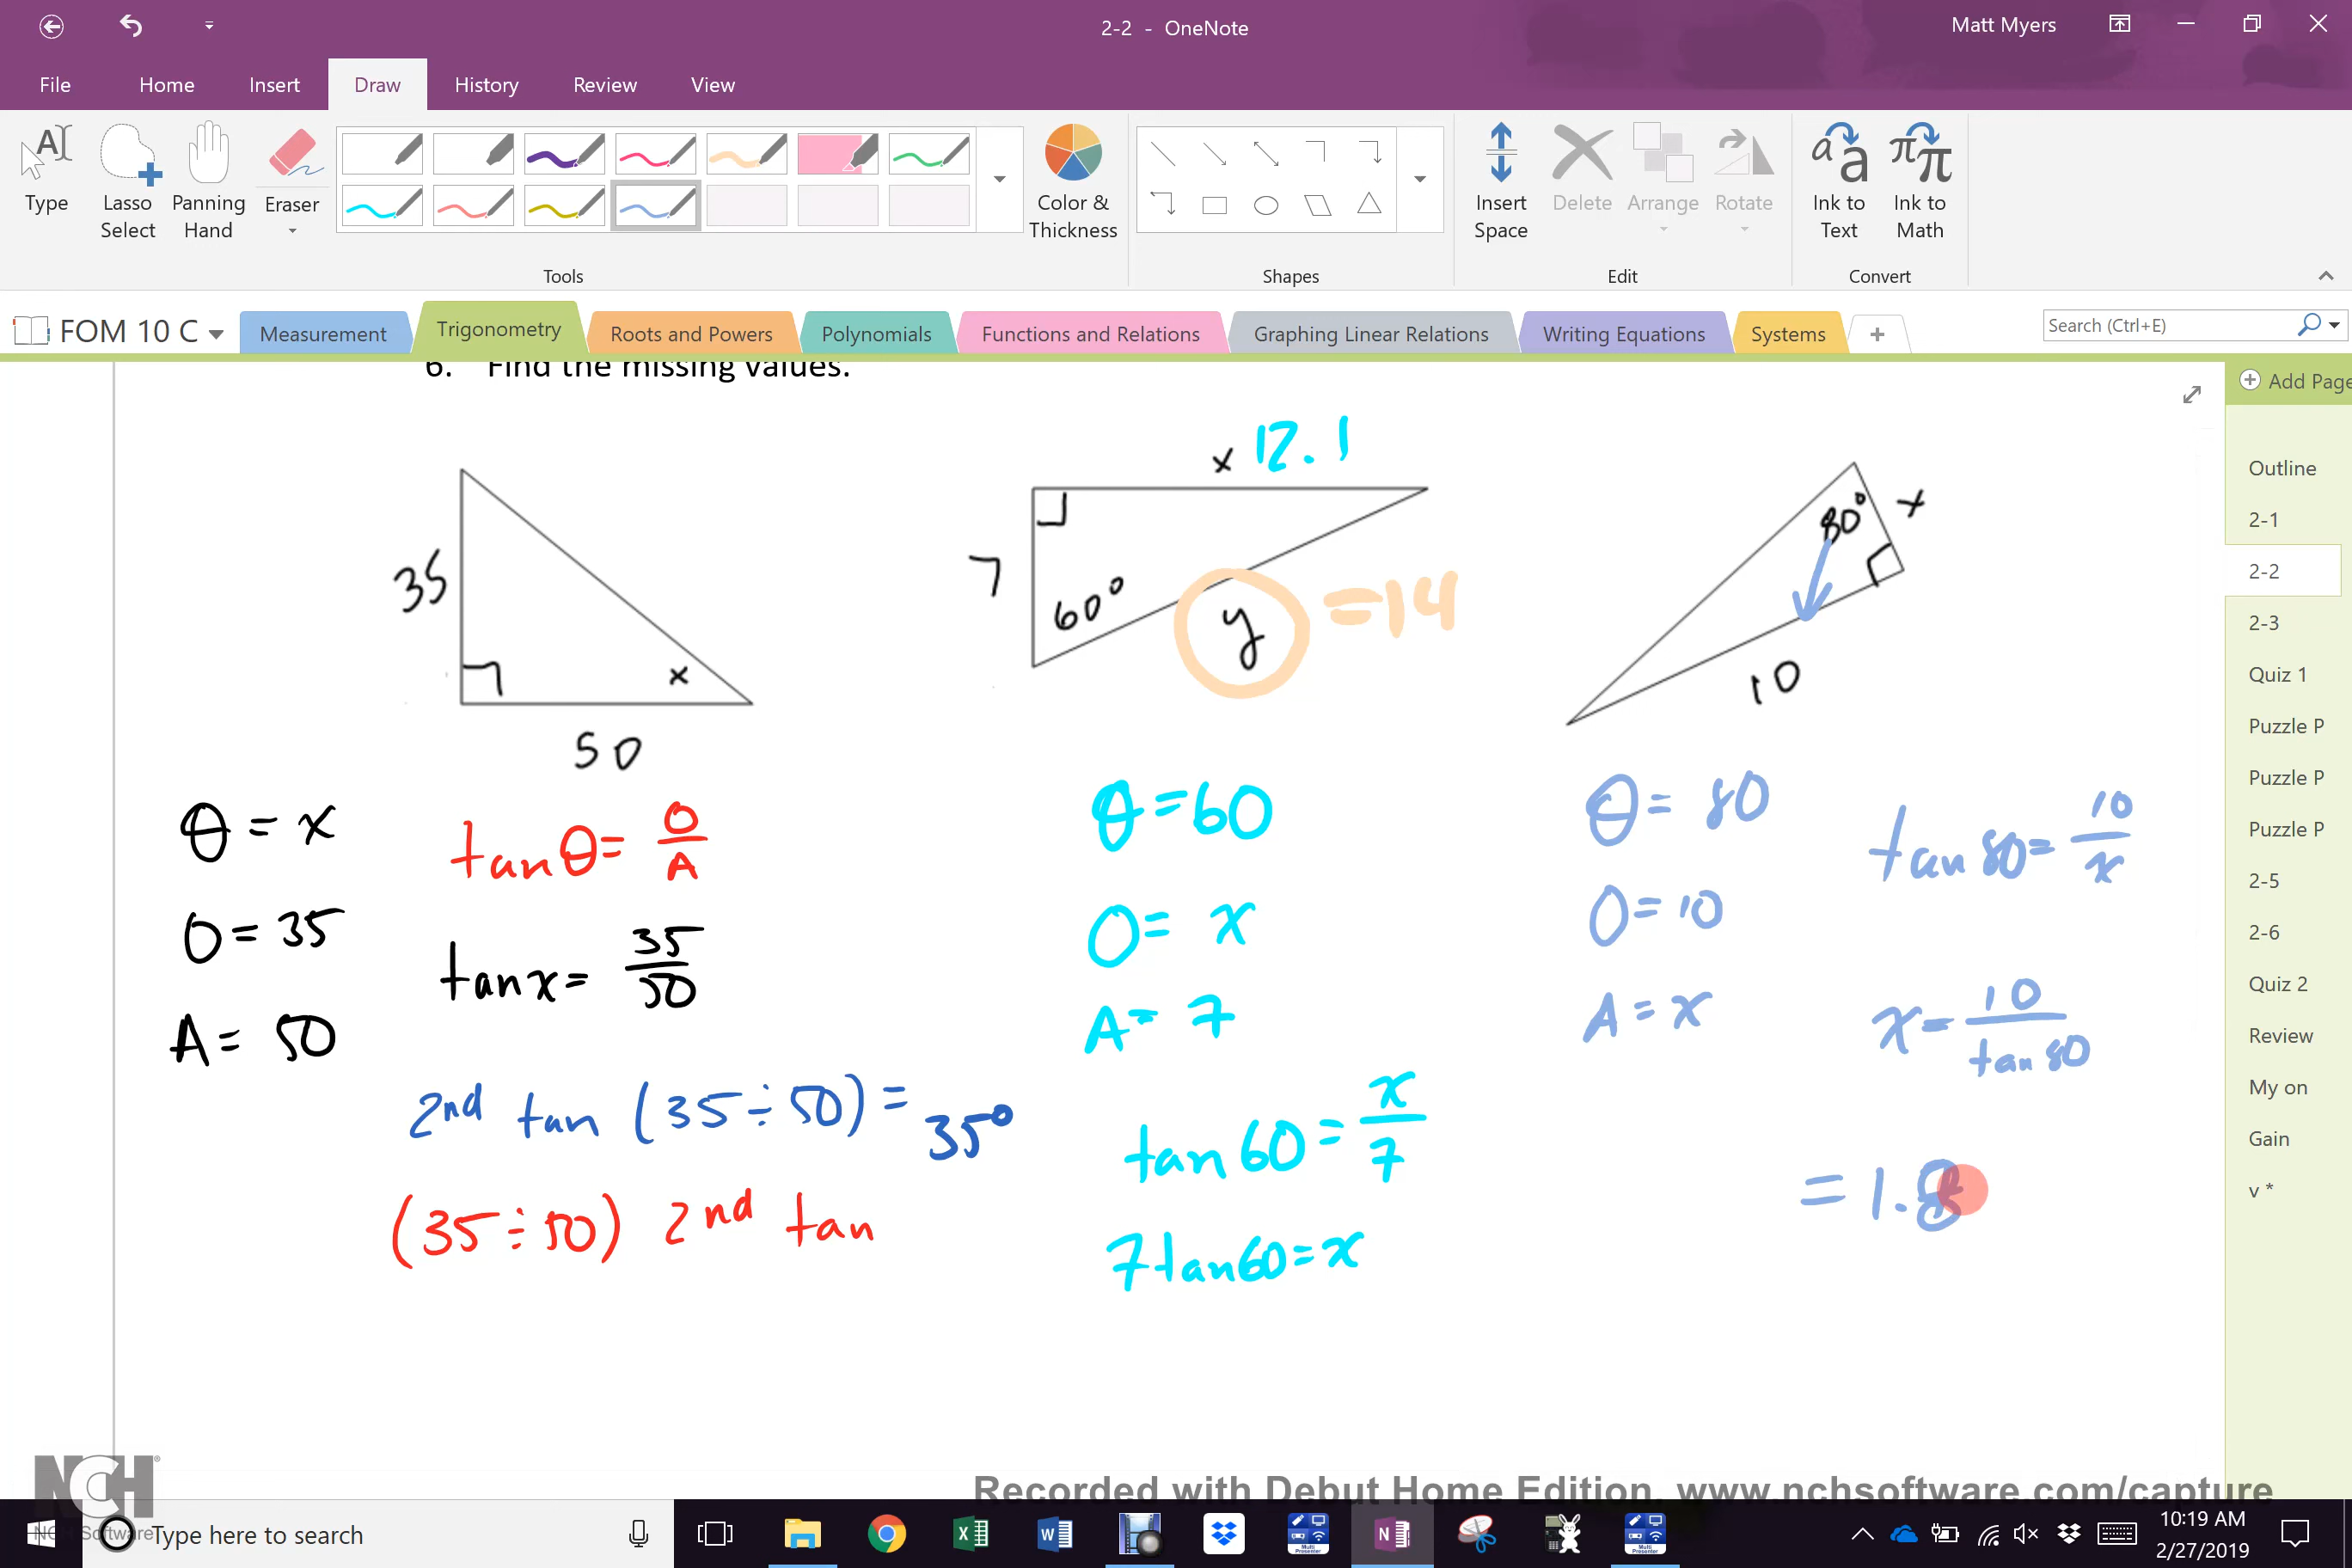 2-2 - OneNote
Matt Myers
File Home Insert Draw History Review View
Type
Lasso Select
Panning Hand
Eraser
Color & Thickness
Insert Space
Delete
Arrange
Rotate
Ink to Text
Ink to Math
Tools
Shapes
Edit
Convert
FOM 10 C
Measurement
Trigonometry
Roots and Powers
Polynomials
Functions and Relations
Graphing Linear Relations
Writing Equations
Systems
Search (Ctrl+E)
6. Find the missing values.
35
x
50
x 12.1
7
60°
y = 14
80°
x
10
θ = x
O = 35
A = 50
tan θ = O/A
tan x = 35/50
2nd tan (35 ÷ 50) = 35°
(35 ÷ 50) 2nd tan
θ = 60
O = x
A = 7
tan 60 = x/7
7 tan 60 = x
θ = 80
O = 10
A = x
tan 80 = 10/x
x = 10/tan 80
= 1.8
Add Page
Outline
2-1
2-2
2-3
Quiz 1
Puzzle P
Puzzle P
Puzzle P
2-5
2-6
Quiz 2
Review
My on
Gain
v *
NCH
NCH Software
Recorded with Debut Home Edition. www.nchsoftware.com/capture
Type here to search
10:19 AM
2/27/2019